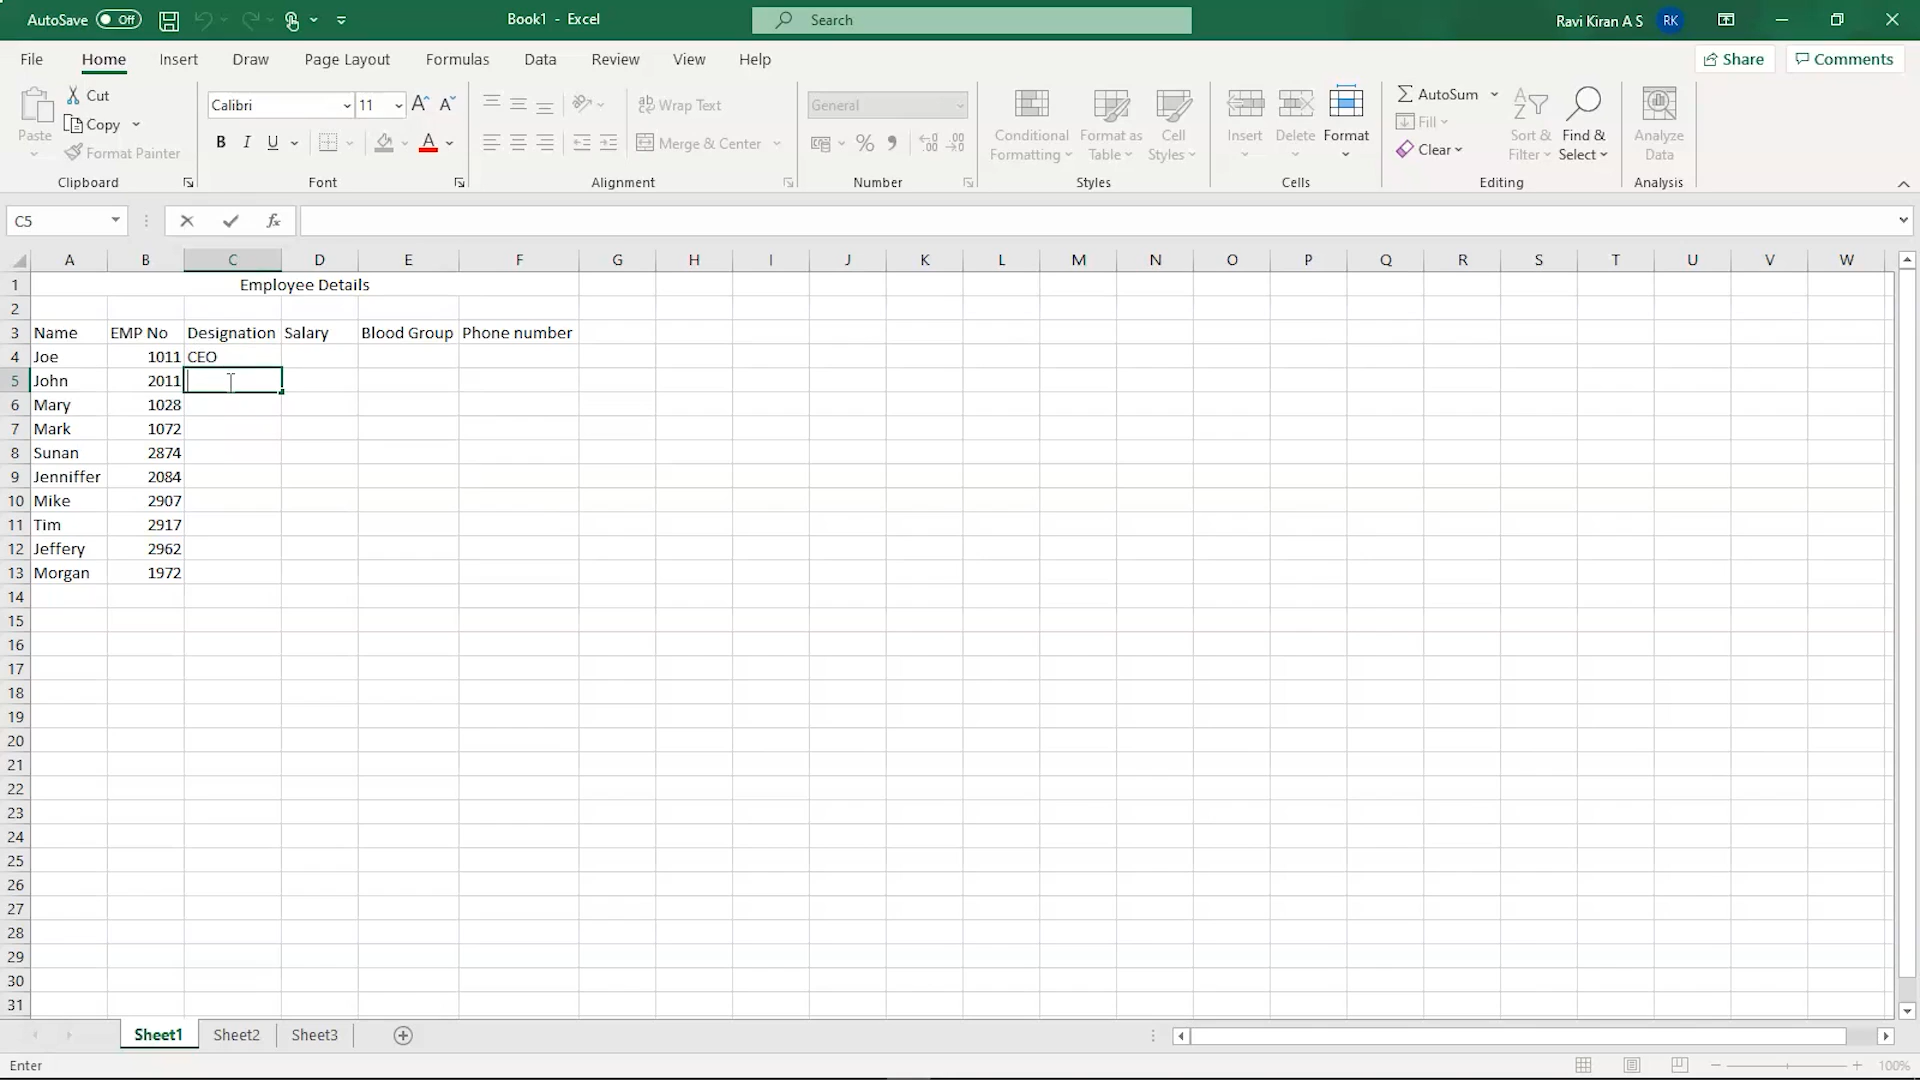 AutoSave Off Book1 - Excel Search Ravi Kiran A S RK
File Home Insert Draw Page Layout Formulas Data Review View Help Share Comments
Paste Cut Copy Format Painter
Clipboard
Calibri 11 A A
B I U A
Font
ab Wrap Text
Merge & Center
Alignment
General
% ,
Number
Conditional Formatting Format as Table Cell Styles
Styles
Insert Delete Format
Cells
AutoSum Fill Clear
Sort & Filter Find & Select
Editing
Analyze Data
Analysis
C5 fx
A B C D E F G H I J K L M N O P Q R S T U V W
1 Employee Details
2
3 Name EMP No Designation Salary Blood Group Phone number
4 Joe 1011 CEO
5 John 2011
6 Mary 1028
7 Mark 1072
8 Sunan 2874
9 Jenniffer 2084
10 Mike 2907
11 Tim 2917
12 Jeffery 2962
13 Morgan 1972
14
15
16
17
18
19
20
21
22
23
24
25
26
27
28
29
30
31
Sheet1 Sheet2 Sheet3
Enter 100%